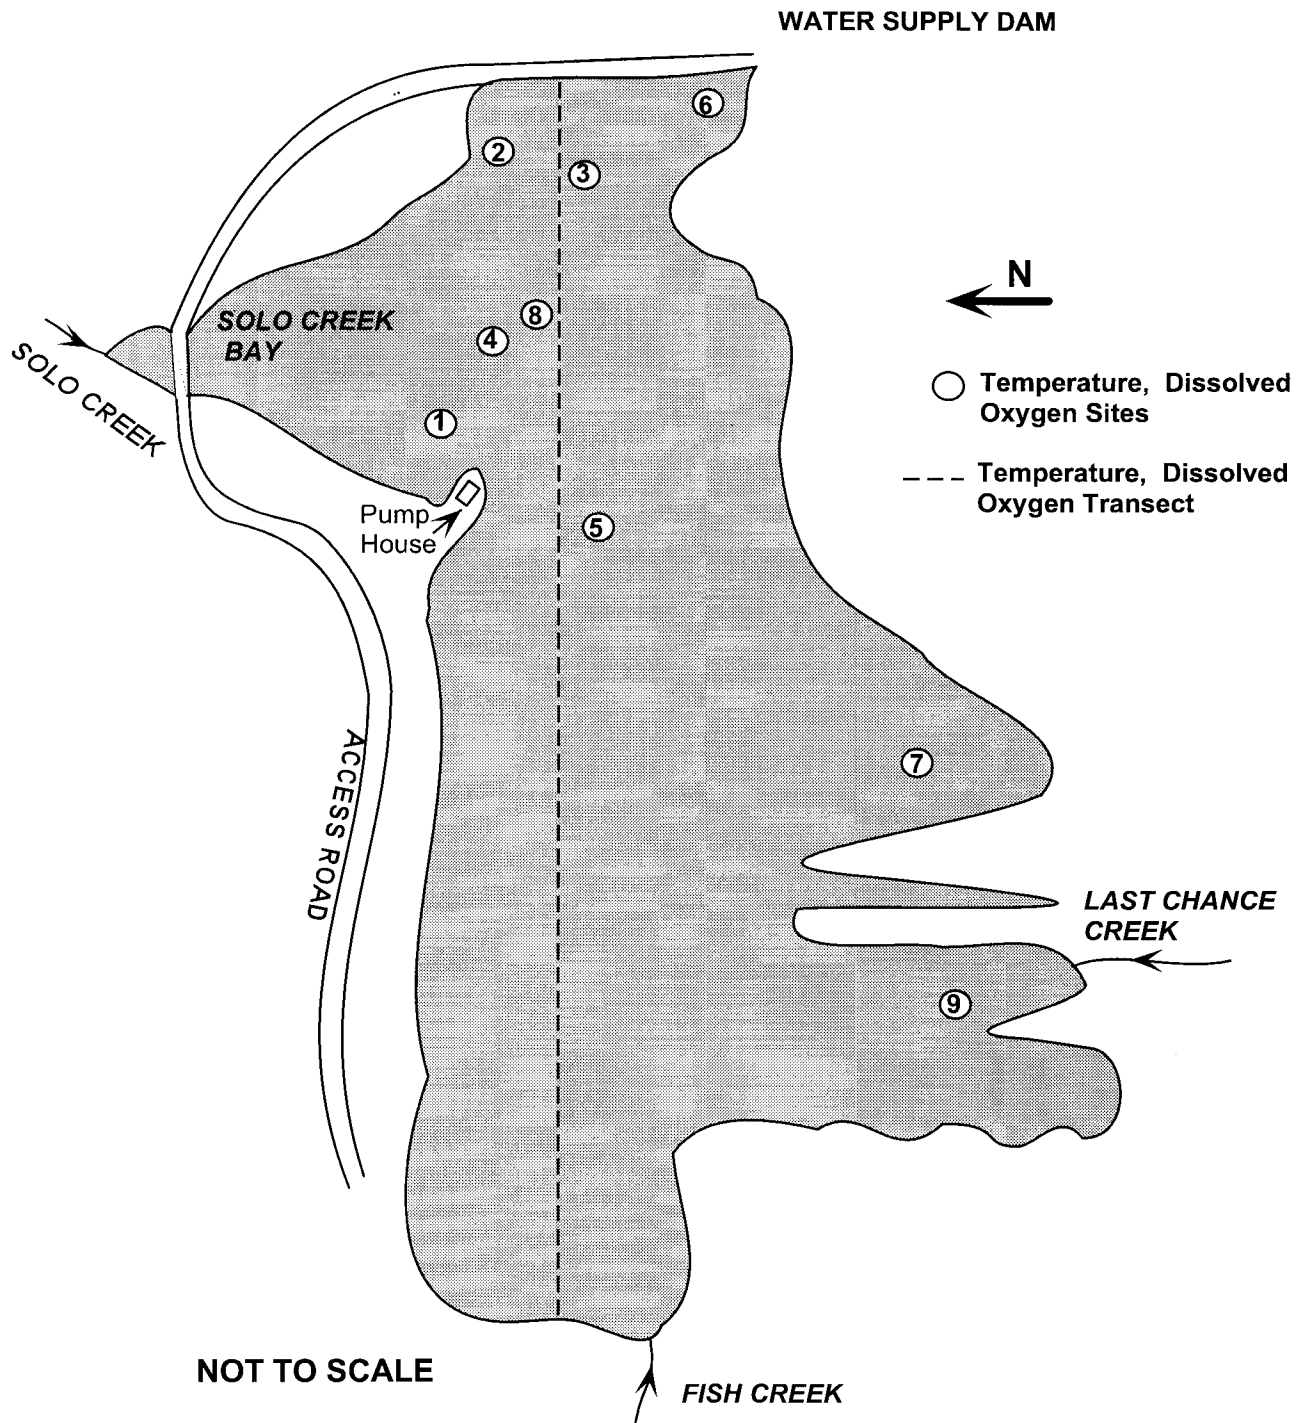 WATER SUPPLY DAM
6
2
3
N
8
SOLO CREEK
BAY
4
SOLO CREEK
Temperature, Dissolved
Oxygen Sites
1
Temperature, Dissolved
Oxygen Transect
Pump
House
5
ACCESS ROAD
7
LAST CHANCE
CREEK
9
NOT TO SCALE
FISH CREEK